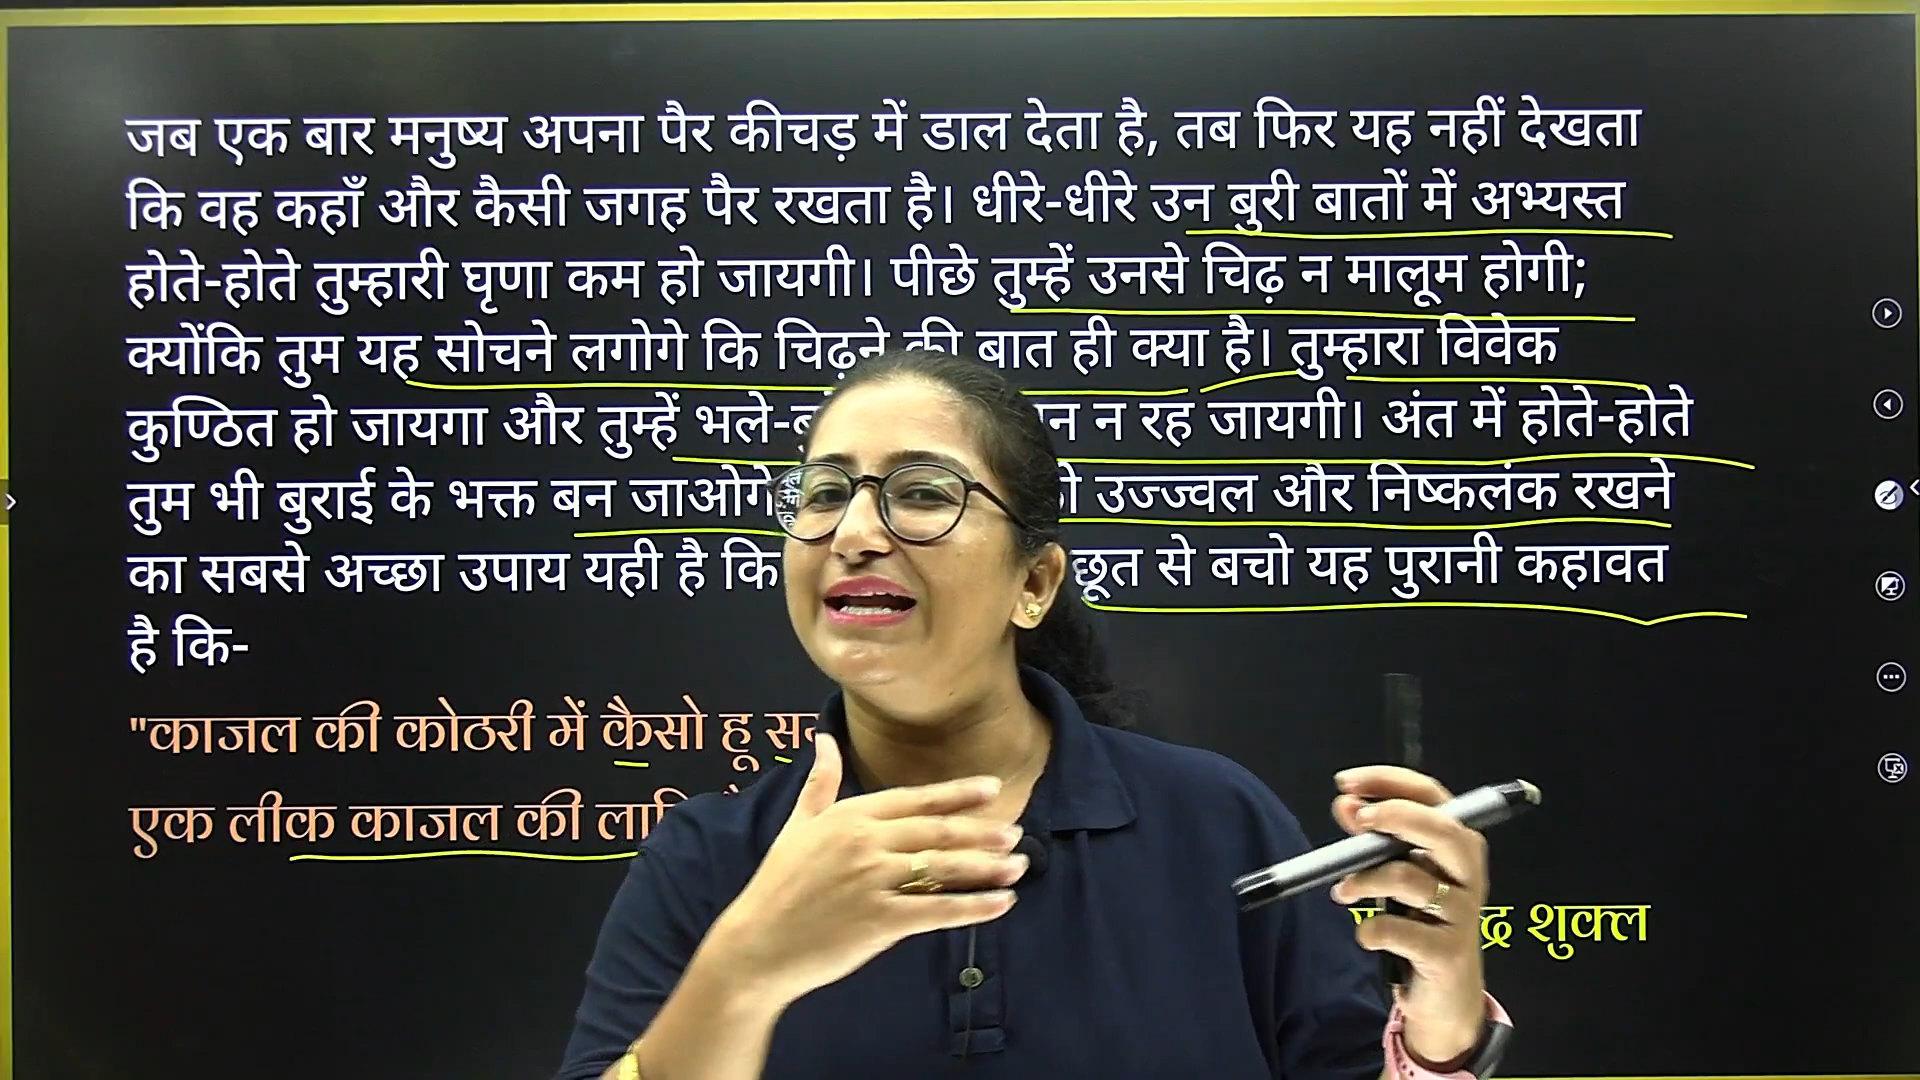 जब एक बार मनुष्य अपना पैर कीचड़ में डाल देता है, तब फिर यह नहीं देखता
कि वह कहाँ और कैसी जगह पैर रखता है। धीरे-धीरे उन बुरी बातों में अभ्यस्त
होते-होते तुम्हारी घृणा कम हो जायगी। पीछे तुम्हें उनसे चिढ़ न मालूम होगी;
क्योंकि तुम यह सोचने लगोगे कि चिढ़ने की बात ही क्या है। तुम्हारा विवेक
कुण्ठित हो जायगा और तुम्हें न रह जायगी। अंत में होते-होते
तुम भी बुराई के भक्त बन जाओगे उज्ज्वल और निष्कलंक रखने
का सबसे अच्छा उपाय यही है कि छूत से बचो यह पुरानी कहावत
है कि-
"काजल की कोठरी में कैसो हू
एक लीक काजल की
शुक्ल